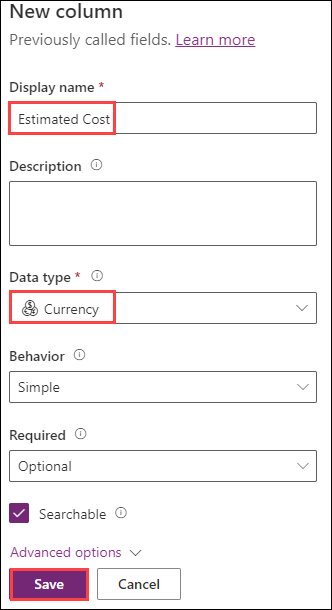 New column
Previously called fields. Learn more
Display name *
Estimated Cost
Description
Data type *
Currency
Behavior
Simple
Required
Optional
Searchable
Advanced options
Save Cancel